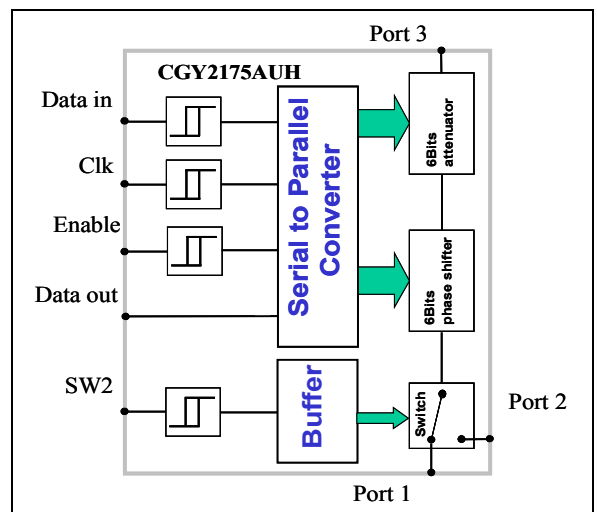 Port 3
CGY2175AUH
Data in
Clk
Enable
Data out
SW2
Serial to Parallel
Converter
Buffer
6Bits
attenuator
6Bits
phase shifter
Switch
Port 2
Port 1